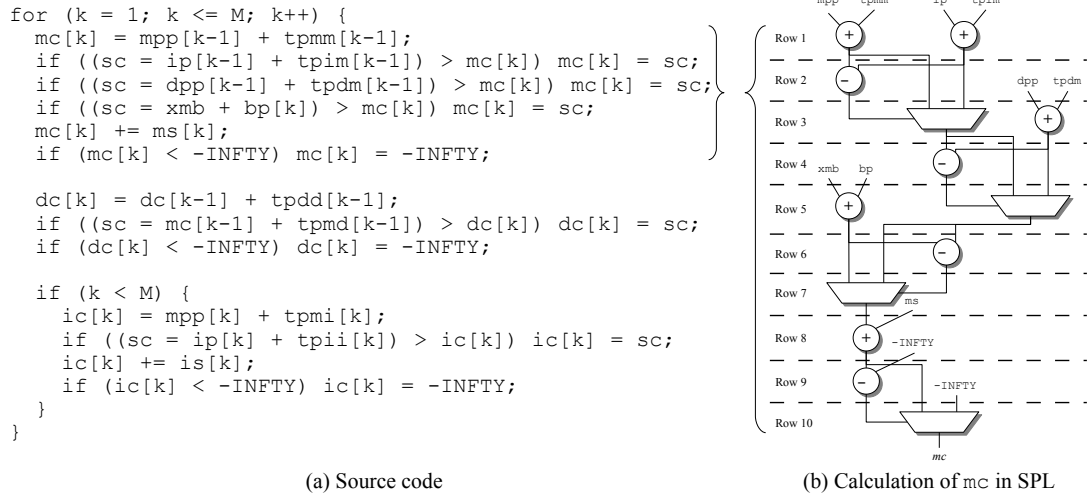 for (k = 1; k <= M; k++) {
mc[k] = mpp[k-1] + tpmm[k-1];
if ((sc = ip[k-1] + tpim[k-1]) > mc[k]) mc[k] = sc;
if ((sc = dpp[k-1] + tpdm[k-1]) > mc[k]) mc[k] = sc;
if ((sc = xmb + bp[k]) > mc[k]) mc[k] = sc;
mc[k] += ms[k];
if (mc[k] < -INFTY) mc[k] = -INFTY;
dc[k] = dc[k-1] + tpdd[k-1];
if ((sc = mc[k-1] + tpmd[k-1]) > dc[k]) dc[k] = sc;
if (dc[k] < -INFTY) dc[k] = -INFTY;
if (k < M) {
ic[k] = mpp[k] + tpmi[k];
if ((sc = ip[k] + tpii[k]) > ic[k]) ic[k] = sc;
ic[k] += is[k];
if (ic[k] < -INFTY) ic[k] = -INFTY;
}
}
(a) Source code
mpp tpmm ip tpim
Row 1 + +
Row 2 -
dpp tpdm
Row 3 +
Row 4 -
xmb bp
Row 5 +
Row 6 -
Row 7
ms
Row 8 +
-INFTY
Row 9 -
-INFTY
Row 10
mc
(b) Calculation of mc in SPL